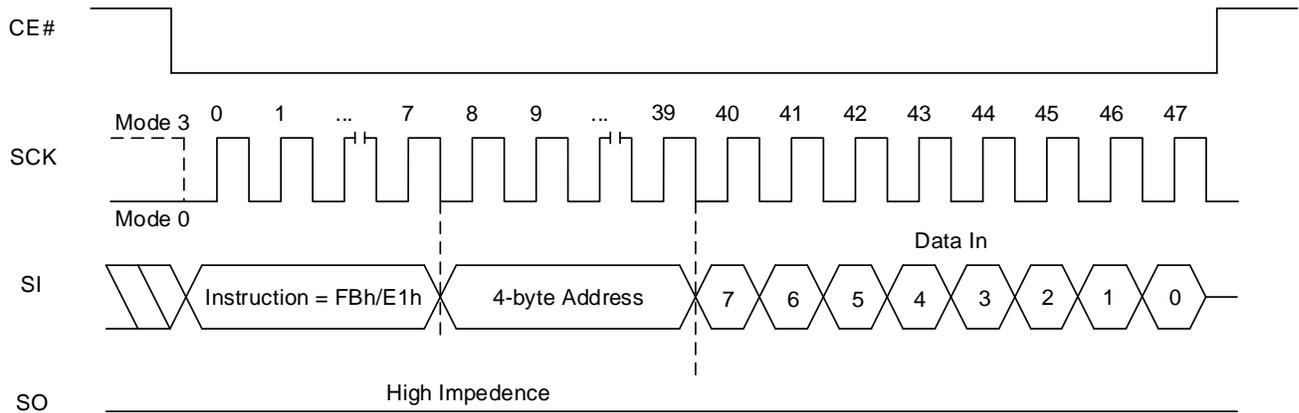 CE#
0 1 ... 7 8 9 ... 39 40 41 42 43 44 45 46 47
Mode 3
SCK
Mode 0
Data In
SI
Instruction = FBh/E1h 4-byte Address 7 6 5 4 3 2 1 0
High Impedence
SO